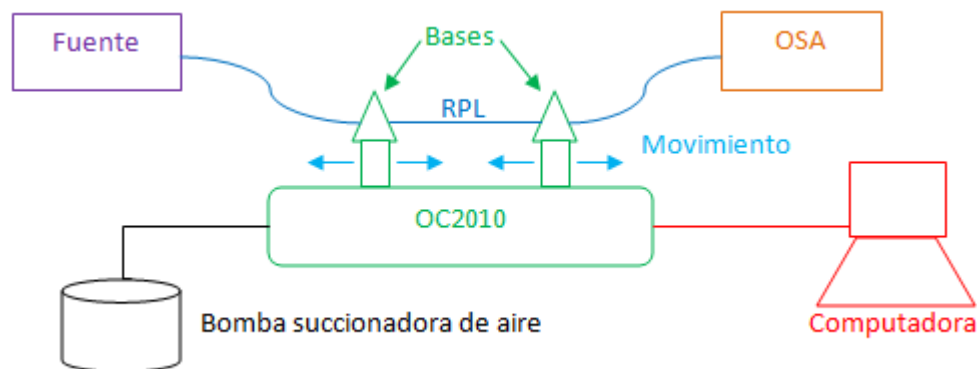 Fuente
Bases
OSA
RPL
Movimiento
OC2010
Bomba succionadora de aire
Computadora